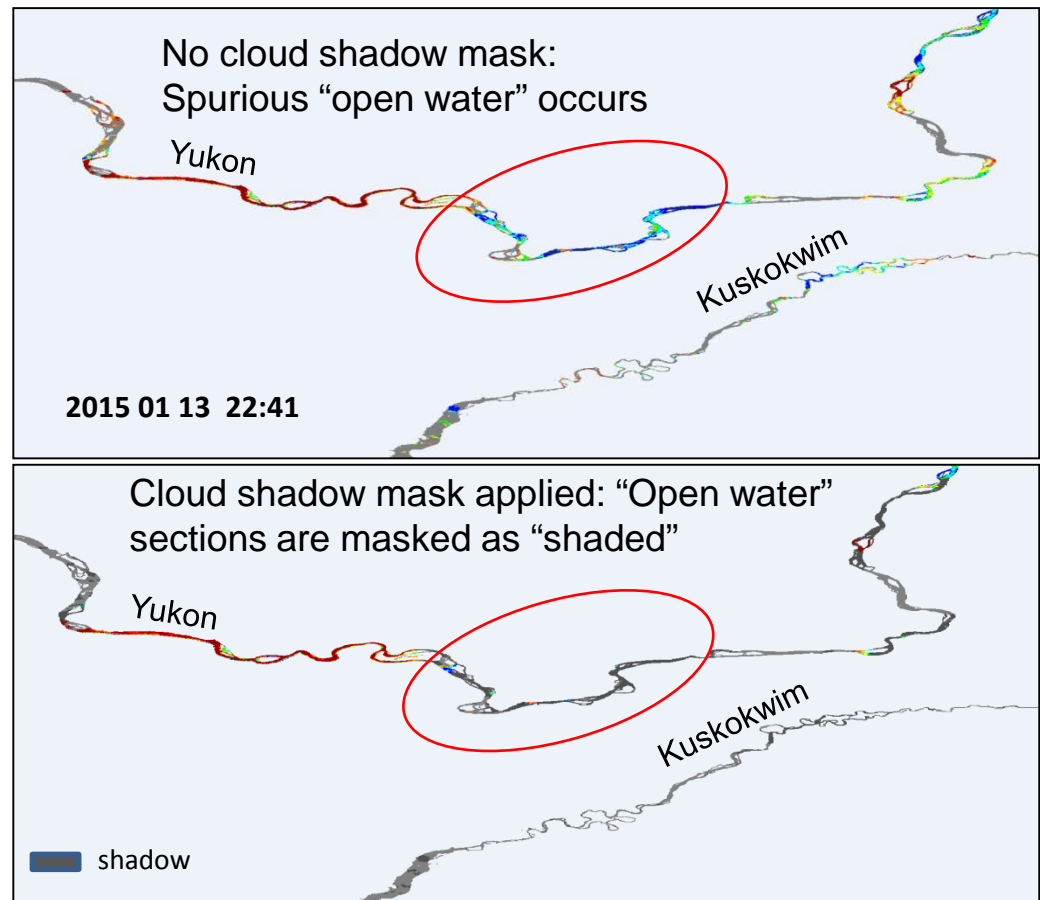 No cloud shadow mask:
Spurious “open water” occurs
Yukon
Kuskokwim
2015 01 13  22:41
Cloud shadow mask applied: “Open water”
sections are masked as “shaded”
Yukon
Kuskokwim
shadow